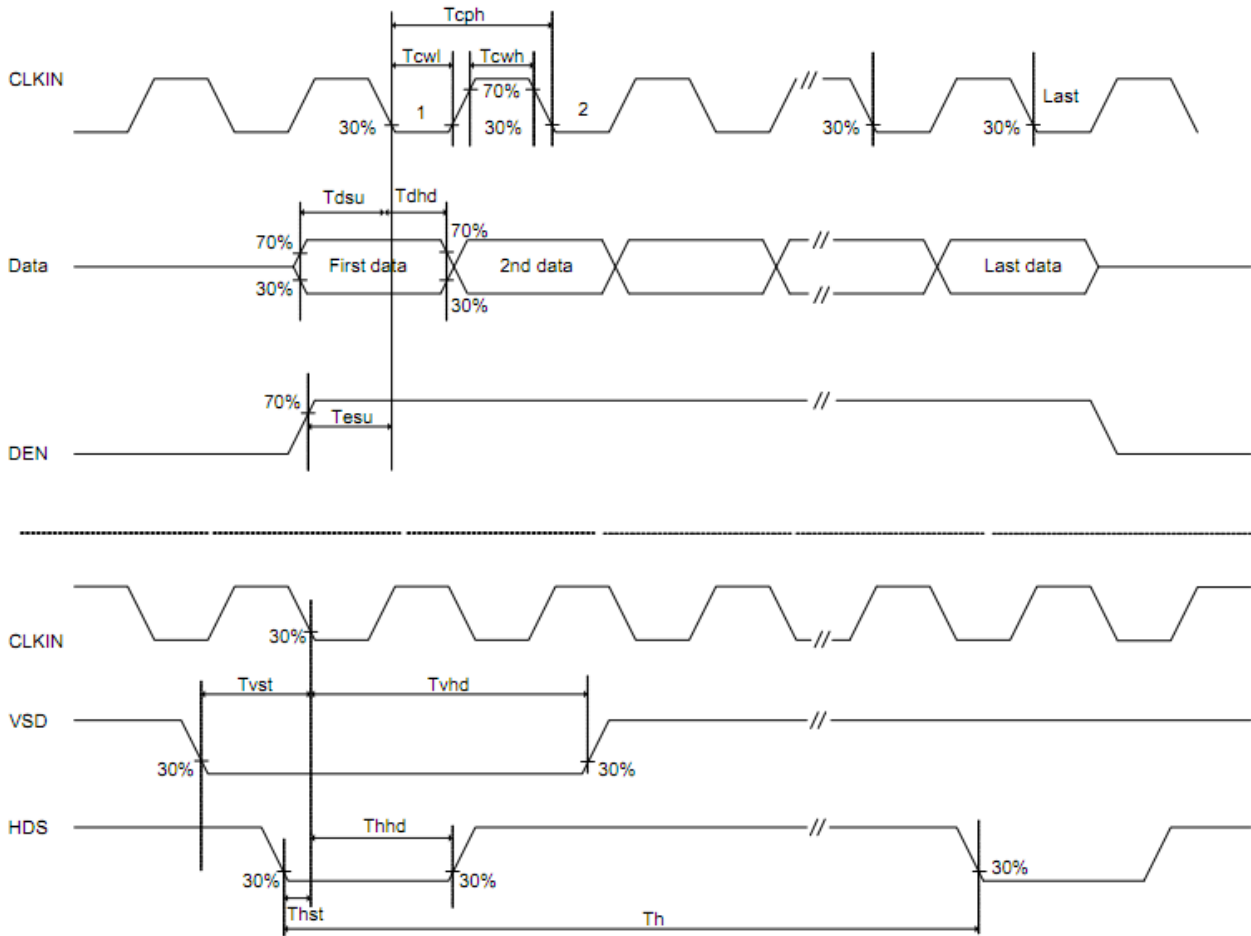 Tcph
Tcwl Tcwh
CLKIN
70%
1 2 Last
30% 30% 30% 30%
Tdsu Tdhd
70% 70%
Data First data 2nd data Last data
30% 30%
70%
Tesu
DEN
30%
CLKIN
Tvst Tvhd
VSD
30% 30%
HDS
Thhd
30% 30% 30%
Thst
Th